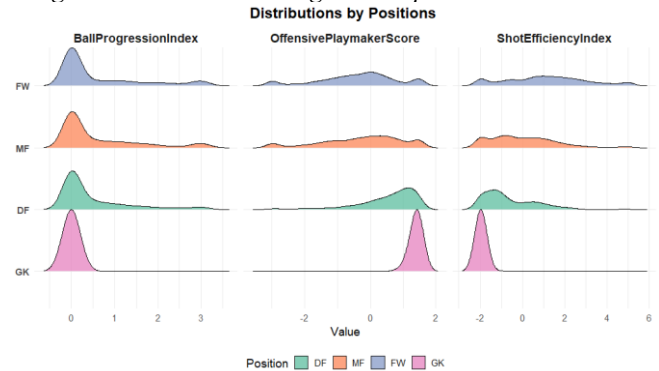 Distributions by Positions
BallProgressionIndex OffensivePlaymakerScore ShotEfficiencyIndex
FW
MF
DF
GK
0 1 2 3 -2 0 2 -2 0 2 4 6
Value
Position DF MF FW GK